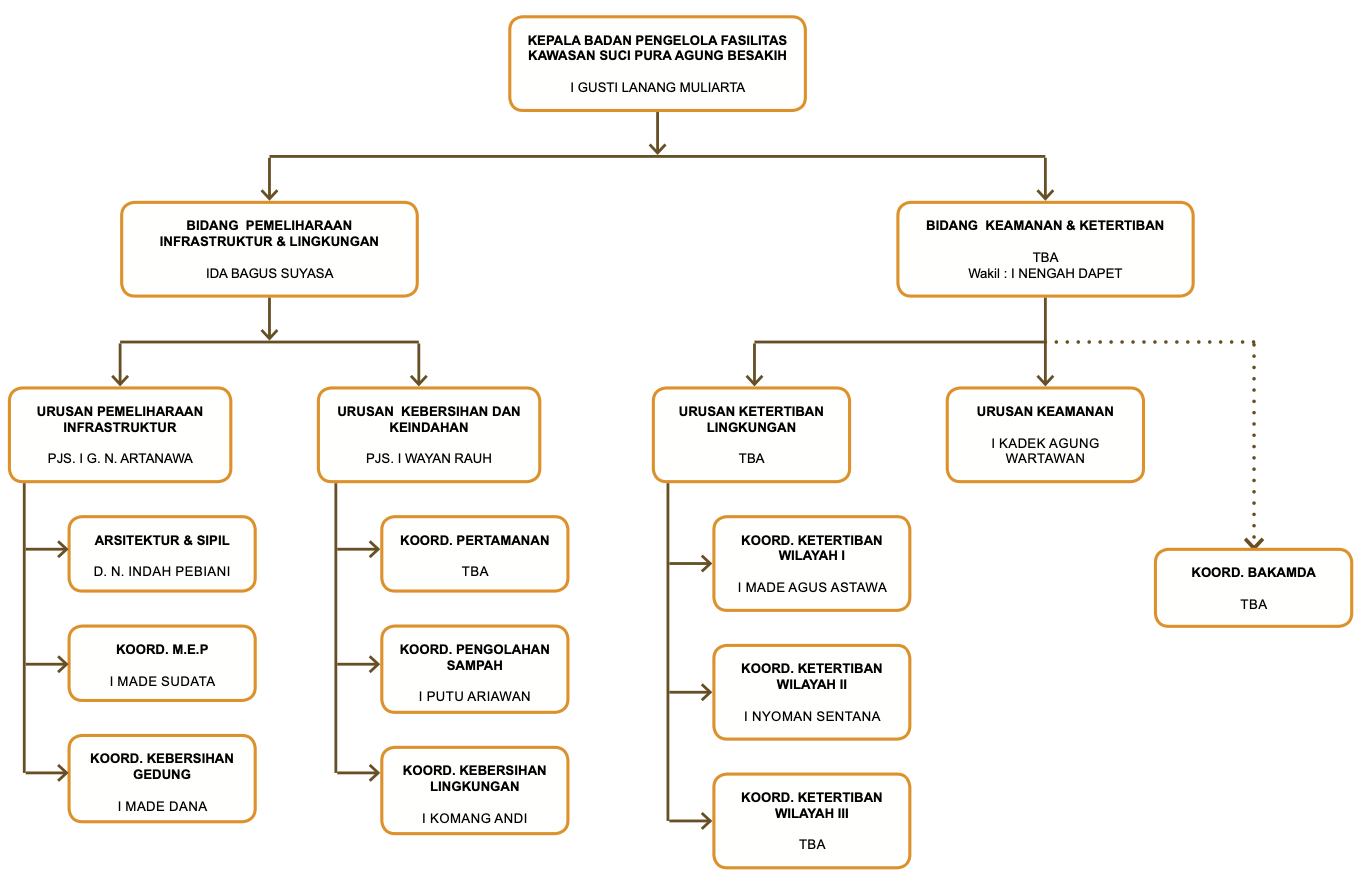 KEPALA BADAN PENGELOLA FASILITAS
KAWASAN SUCI PURA AGUNG BESAKIH
I GUSTI LANANG MULIARTA
BIDANG PEMELIHARAAN
INFRASTRUKTUR & LINGKUNGAN
IDA BAGUS SUYASA
BIDANG KEAMANAN & KETERTIBAN
TBA
Wakil : I NENGAH DAPET
URUSAN PEMELIHARAAN
INFRASTRUKTUR
PJS. I G. N. ARTANAWA
URUSAN KEBERSIHAN DAN
KEINDAHAN
PJS. I WAYAN RAUH
URUSAN KETERTIBAN
LINGKUNGAN
TBA
URUSAN KEAMANAN
I KADEK AGUNG
WARTAWAN
ARSITEKTUR & SIPIL
D. N. INDAH PEBIANI
KOORD. M.E.P
I MADE SUDATA
KOORD. KEBERSIHAN
GEDUNG
I MADE DANA
KOORD. PERTAMANAN
TBA
KOORD. PENGOLAHAN
SAMPAH
I PUTU ARIAWAN
KOORD. KEBERSIHAN
LINGKUNGAN
I KOMANG ANDI
KOORD. KETERTIBAN
WILAYAH I
I MADE AGUS ASTAWA
KOORD. KETERTIBAN
WILAYAH II
I NYOMAN SENTANA
KOORD. KETERTIBAN
WILAYAH III
TBA
KOORD. BAKAMDA
TBA